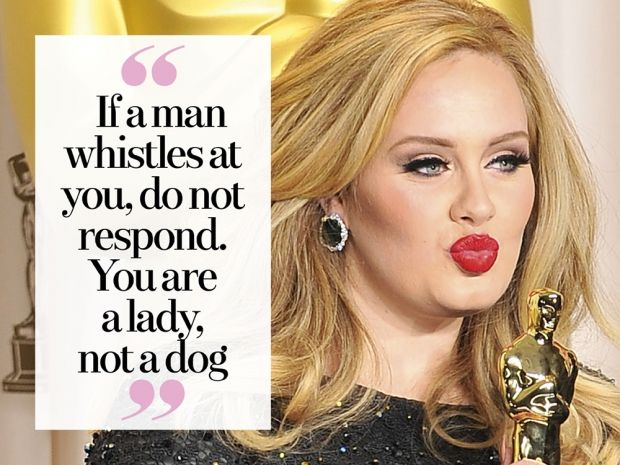 “
If a man
whistles at
you, do not
respond.
You are
a lady,
not a dog
”